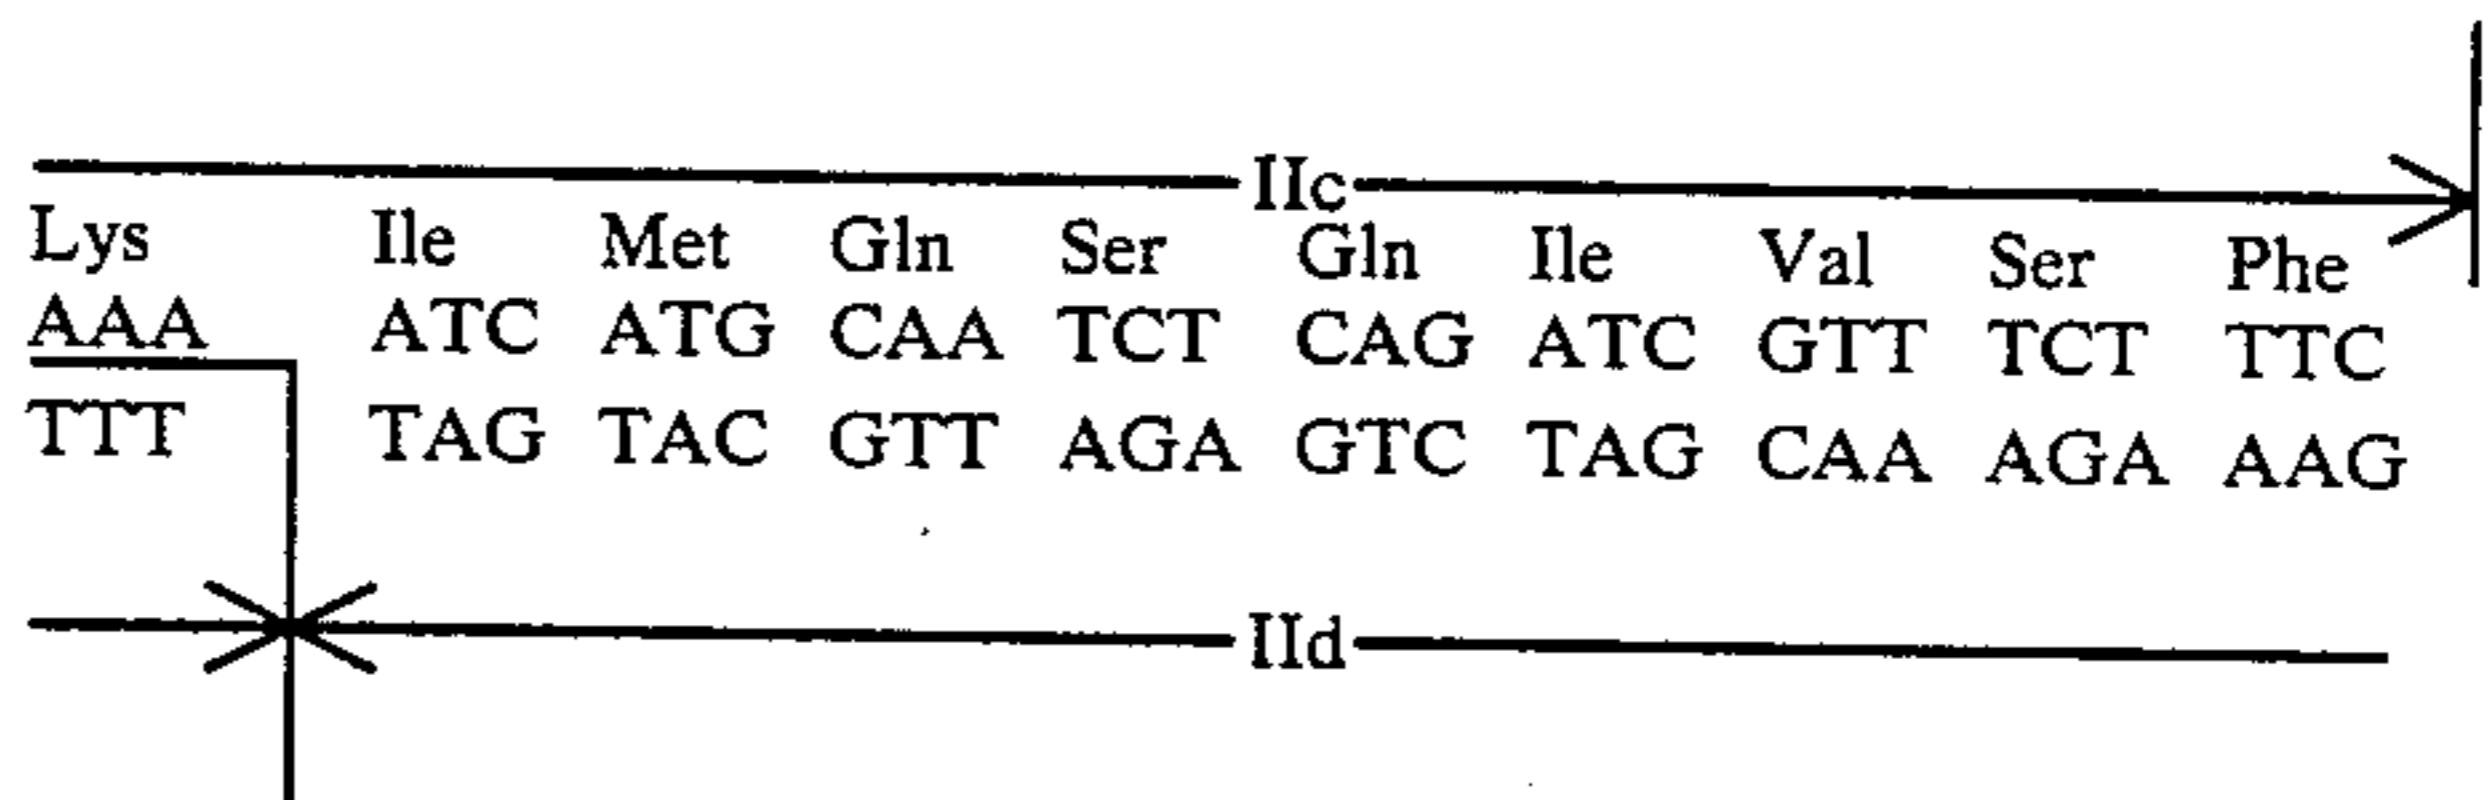 IIc
Lys Ile Met Gln Ser Gln Ile Val Ser Phe
AAA ATC ATG CAA TCT CAG ATC GTT TCT TTC
TTT TAG TAC GTT AGA GTC TAG CAA AGA AAG
IId